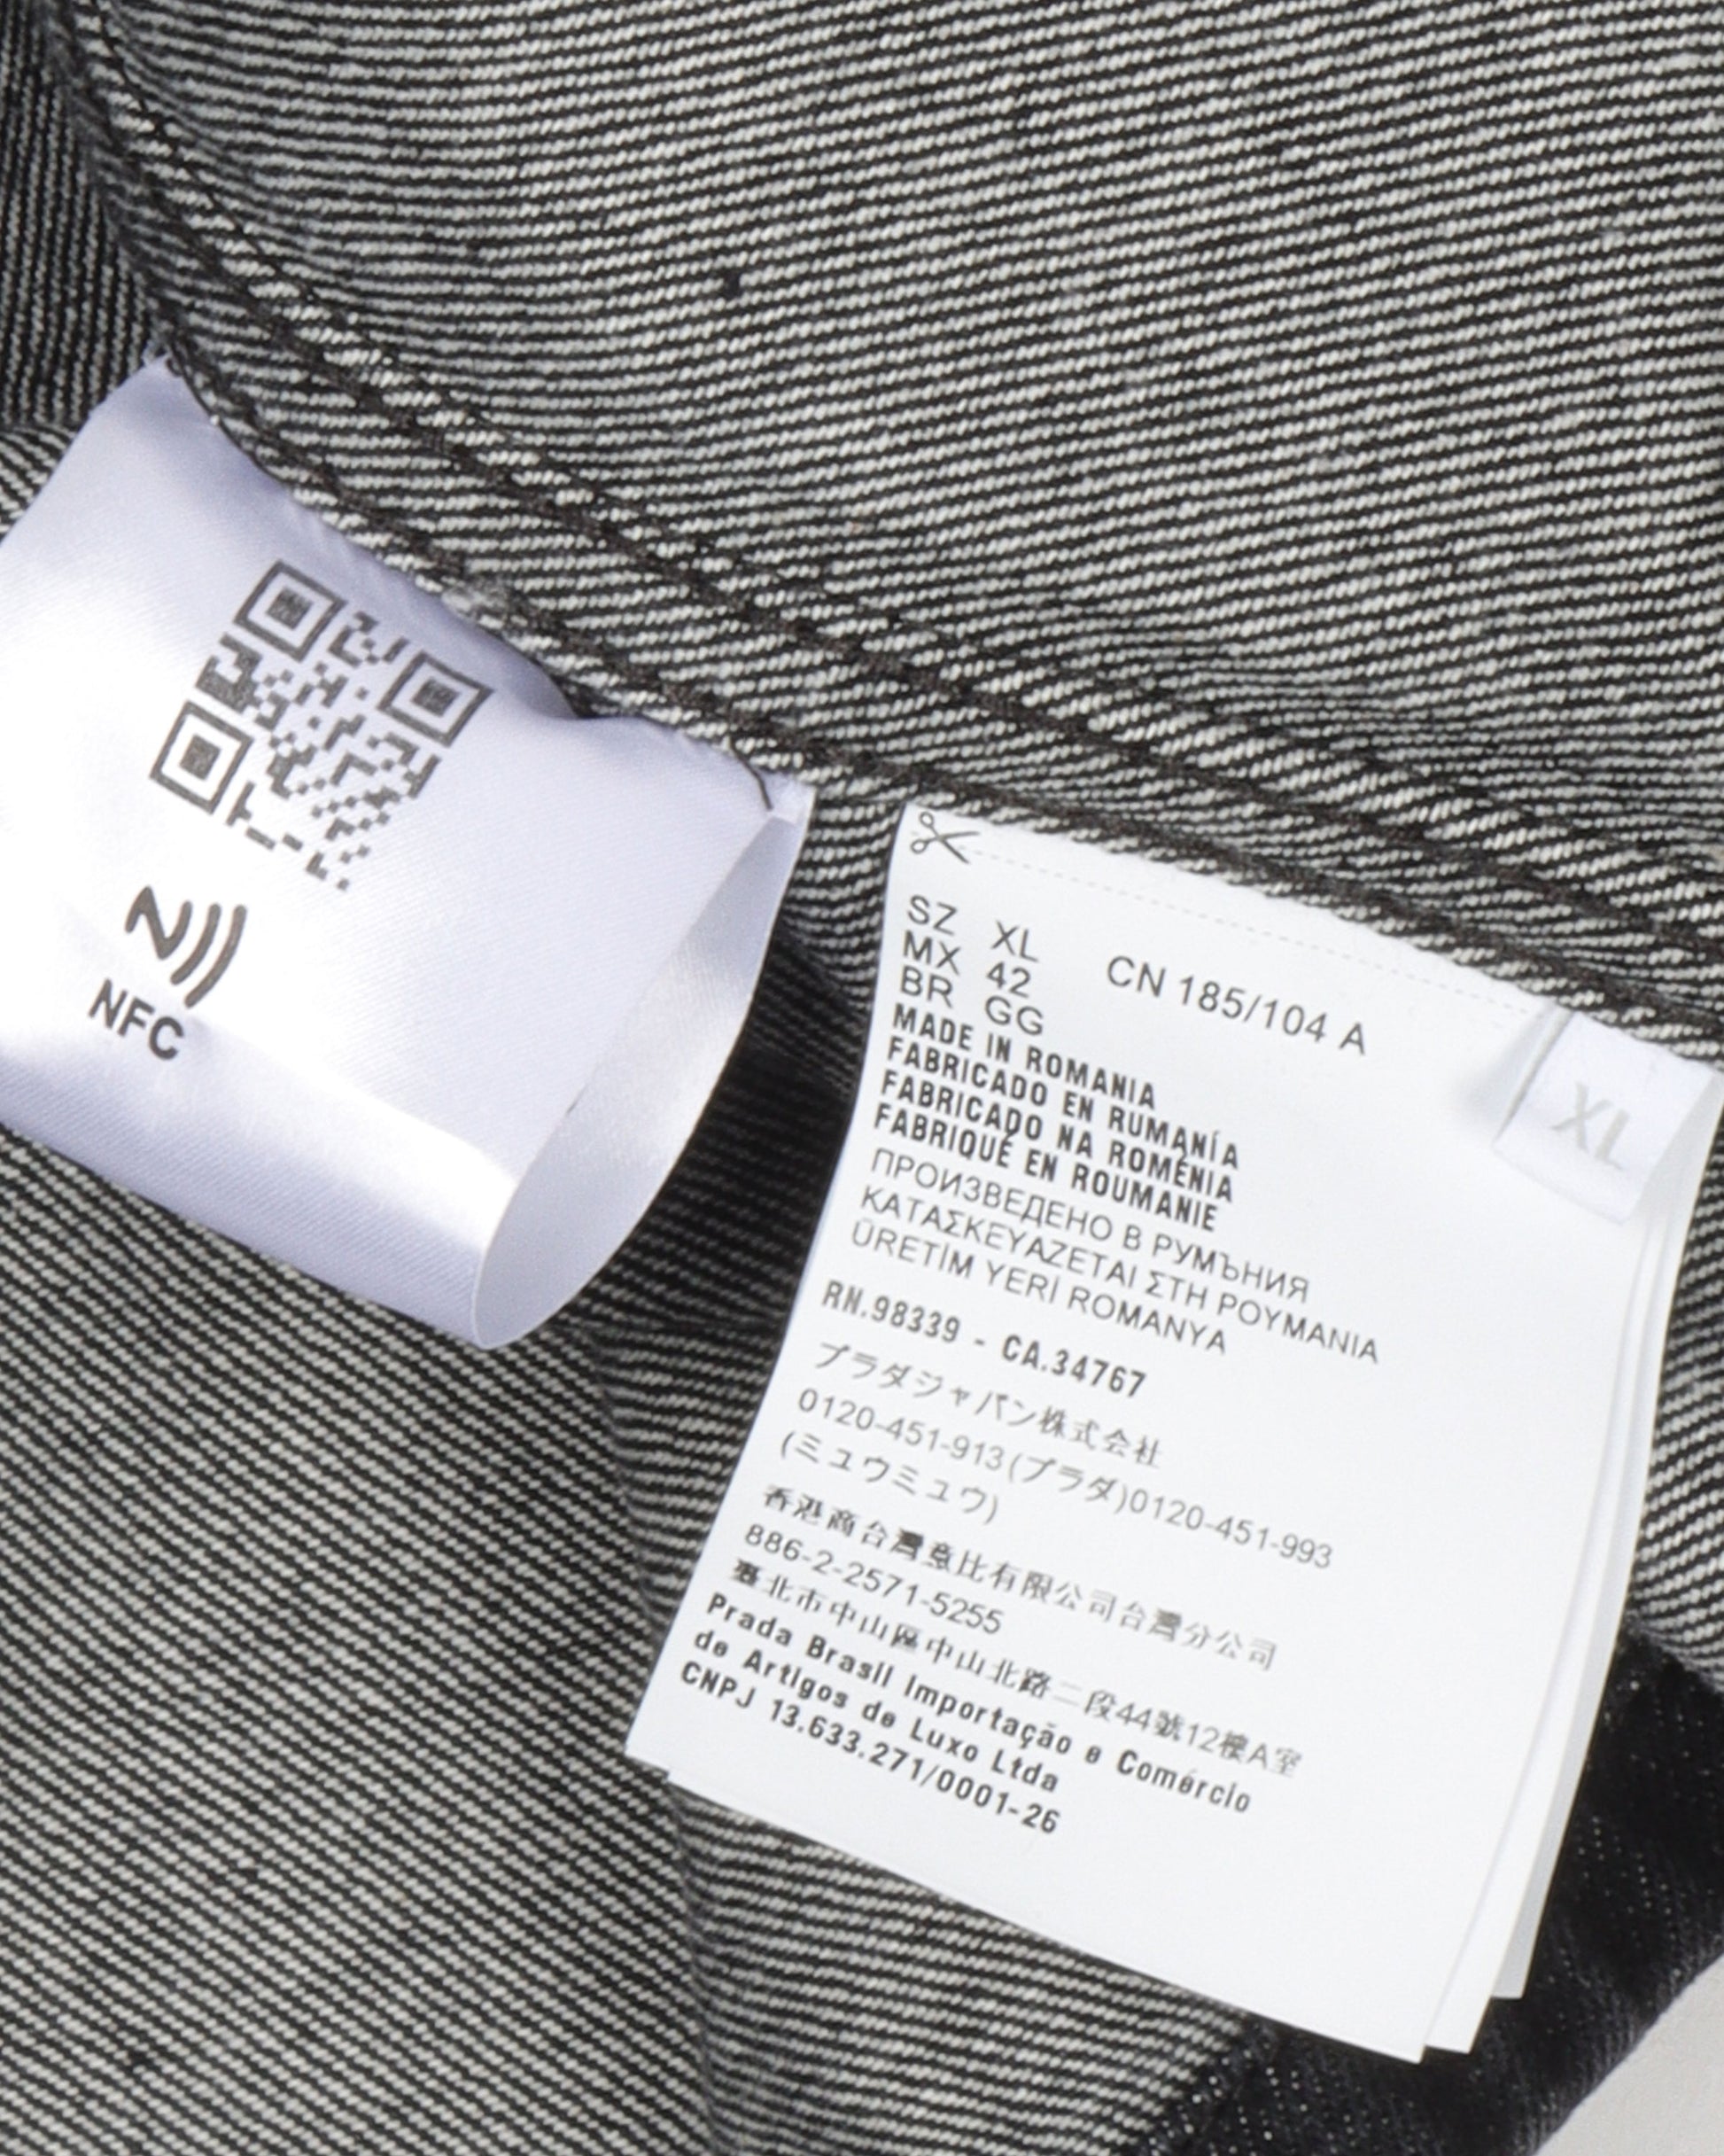 NFC
SZ XL CN 185/104 A
MX 42
BR GG
MADE IN ROMANIA
FABRICADO EN RUMANÍA
FABRICADO NA ROMÊNIA
FABRIQUÉ EN ROUMANIE
ПРОИЗВЕДЕНО В РУМЪНИЯ
ΚΑΤΑΣΚΕΥΑΖΕΤΑΙ ΣΤΗ ΡΟΥΜΑΝΙΑ
ÜRETİM YERİ ROMANYA
RN.98339 - CA.34767
プラダジャパン株式会社
0120-451-913(プラダ)0120-451-993
(ミュウミュウ)
香港商台灣意比有限公司台灣分公司
886-2-2571-5255
臺北市中山區中山北路二段44號12樓A室
Prada Brasil Importação e Comércio
de Artigos de Luxo Ltda
CNPJ 13.633.271/0001-26
XL